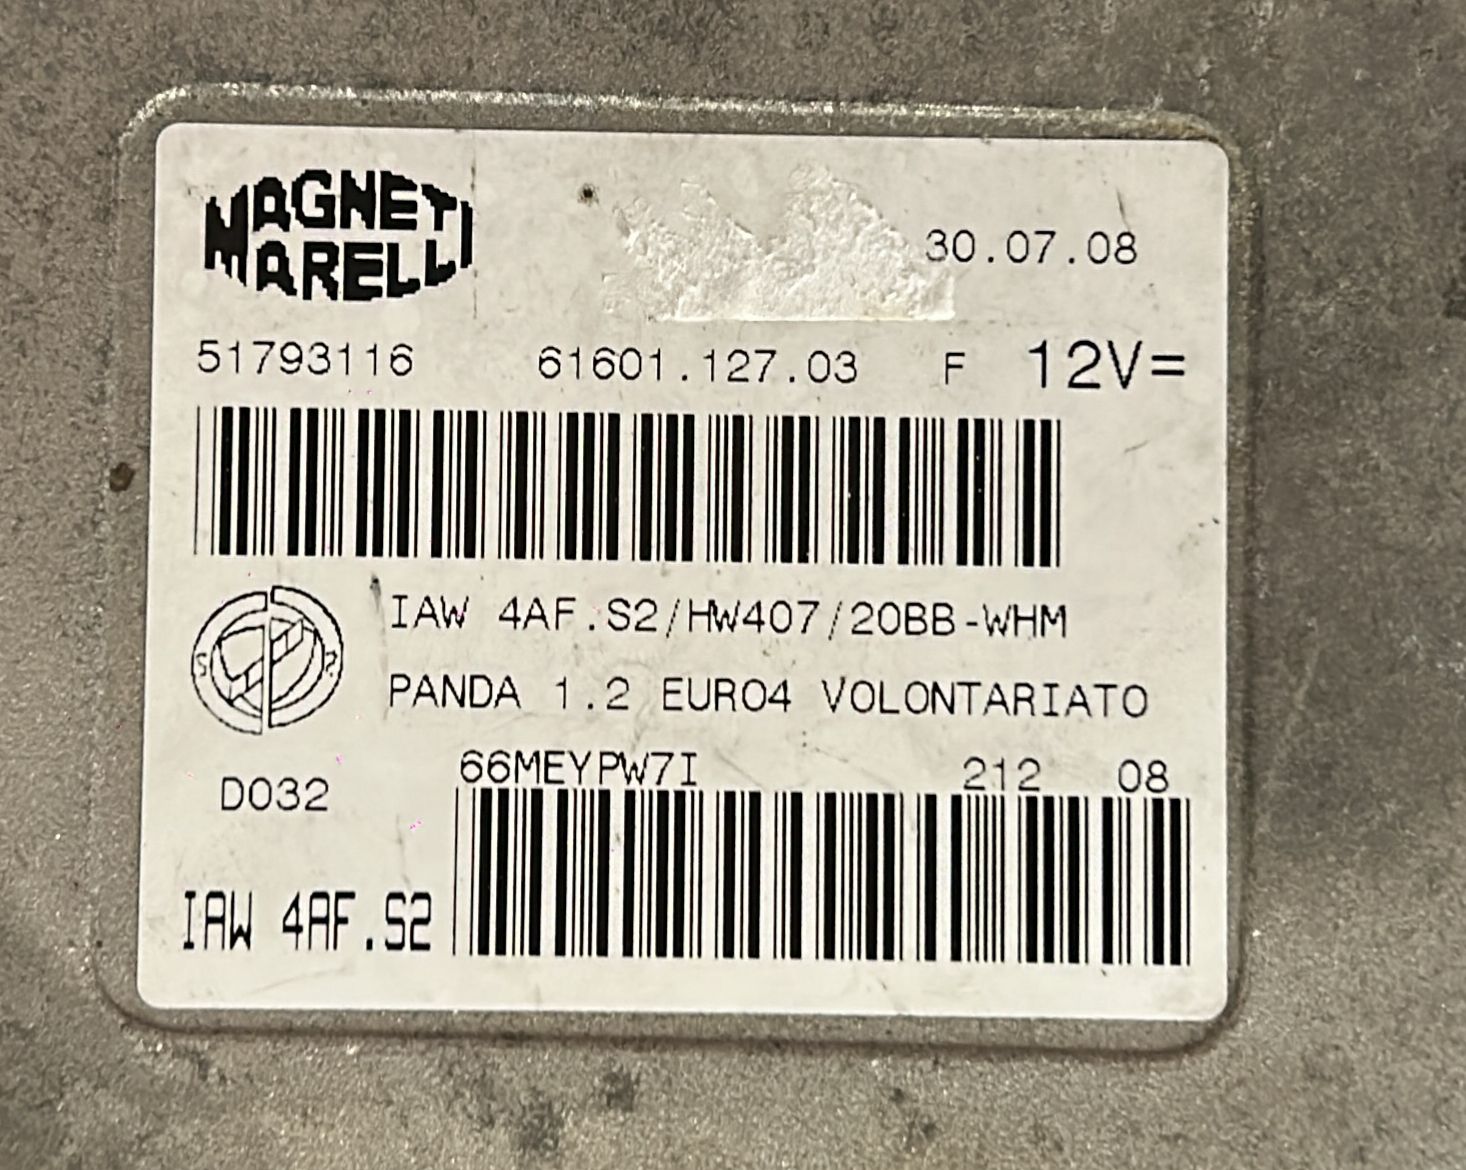 MAGNETI
MARELLI
30.07.08
51793116 61601.127.03 F 12V=
IAW 4AF.S2/HW407/20BB-WHM
PANDA 1.2 EURO4 VOLONTARIATO
66MEYPW7I 212 08
D032
IAW 4AF.S2